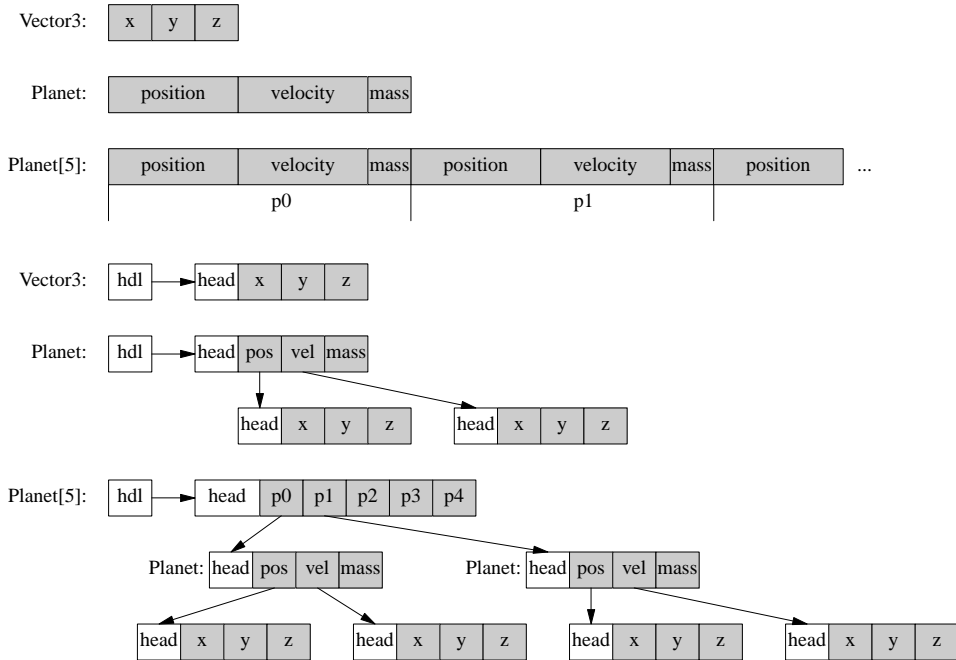 Vector3: x y z
Planet: position velocity mass
Planet[5]: position velocity mass position velocity mass position ...
p0 p1
Vector3: hdl head x y z
Planet: hdl head pos vel mass
head x y z head x y z
Planet[5]: hdl head p0 p1 p2 p3 p4
Planet: head pos vel mass Planet: head pos vel mass
head x y z head x y z head x y z head x y z